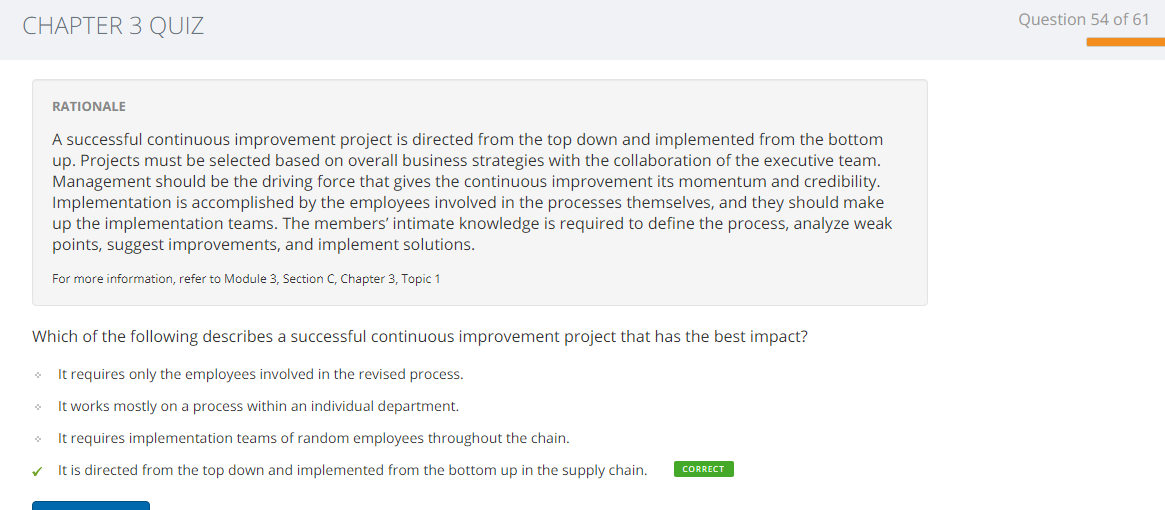 CHAPTER 3 QUIZ
Question 54 of 61
RATIONALE
A successful continuous improvement project is directed from the top down and implemented from the bottom
up. Projects must be selected based on overall business strategies with the collaboration of the executive team.
Management should be the driving force that gives the continuous improvement its momentum and credibility.
Implementation is accomplished by the employees involved in the processes themselves, and they should make
up the implementation teams. The members' intimate knowledge is required to define the process, analyze weak
points, suggest improvements, and implement solutions.
For more information, refer to Module 3, Section C, Chapter 3, Topic 1
Which of the following describes a successful continuous improvement project that has the best impact?
It requires only the employees involved in the revised process.
It works mostly on a process within an individual department.
It requires implementation teams of random employees throughout the chain.
It is directed from the top down and implemented from the bottom up in the supply chain.
CORRECT